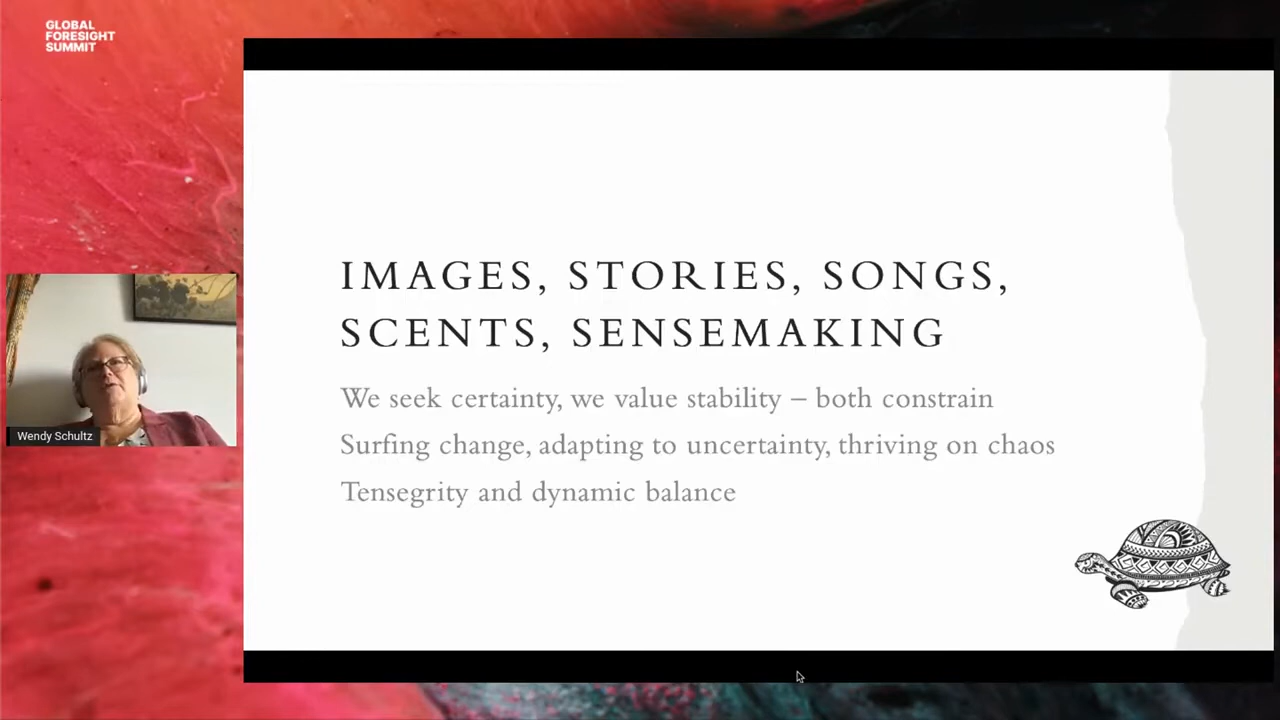 GLOBAL
FORESIGHT
SUMMIT
IMAGES, STORIES, SONGS,
SCENTS, SENSEMAKING
We seek certainty, we value stability – both constrain
Surfing change, adapting to uncertainty, thriving on chaos
Tensegrity and dynamic balance
Wendy Schultz